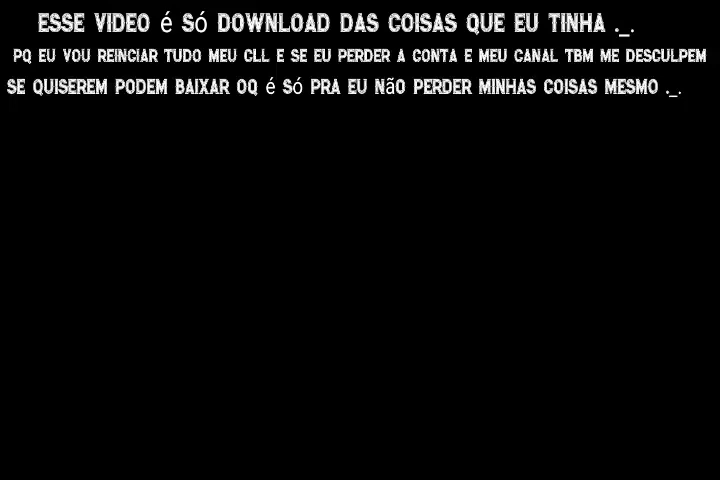 ESSE VIDEO é Só DOWNLOAD DAS COISAS QUE EU TINHA ._.
PQ EU VOU REINCIAR TUDO MEU CLL E SE EU PERDER A CONTA E MEU CANAL TBM ME DESCULPEM
SE QUISEREM PODEM BAIXAR OQ é Só PRA EU NãO PERDER MINHAS COISAS MESMO ._.